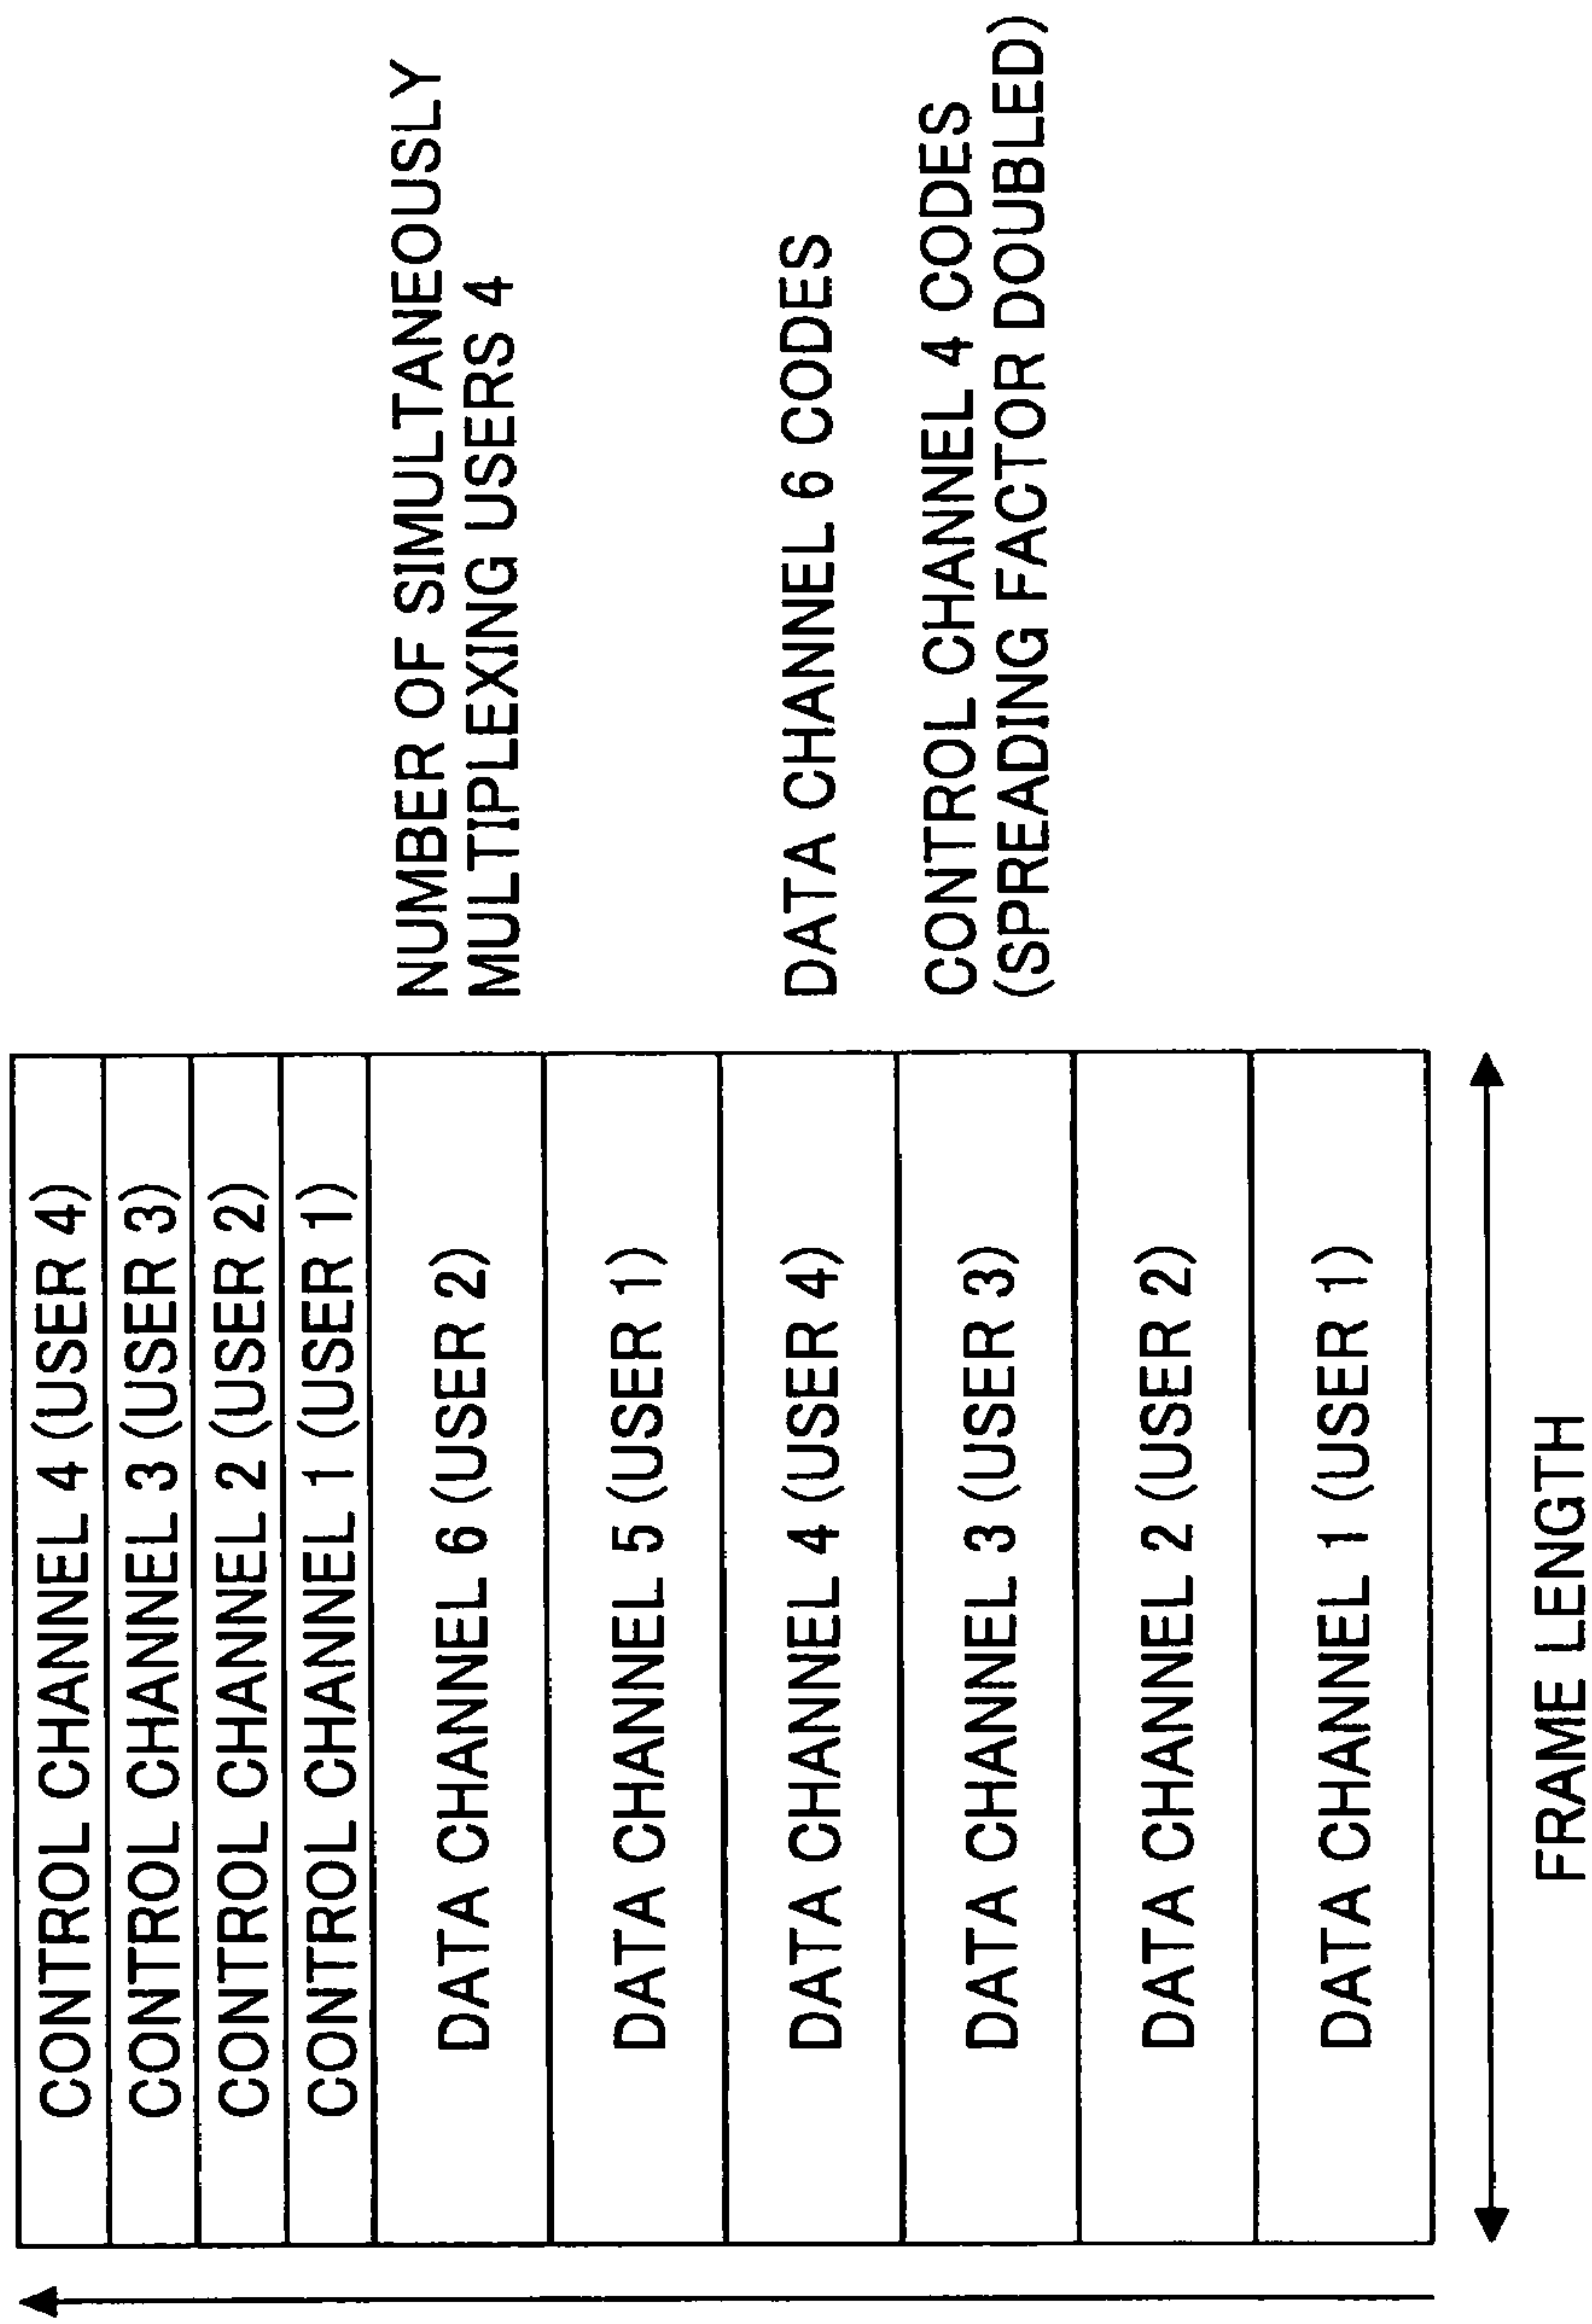 CONTROL CHANNEL 4 (USER 4)
CONTROL CHANNEL 3 (USER 3)
CONTROL CHANNEL 2 (USER 2)
CONTROL CHANNEL 1 (USER 1)
DATA CHANNEL 6 (USER 2)
DATA CHANNEL 5 (USER 1)
DATA CHANNEL 4 (USER 4)
DATA CHANNEL 3 (USER 3)
DATA CHANNEL 2 (USER 2)
DATA CHANNEL 1 (USER 1)
FRAME LENGTH
NUMBER OF SIMULTANEOUSLY
MULTIPLEXING USERS 4
DATA CHANNEL 6 CODES
CONTROL CHANNEL 4 CODES
(SPREADING FACTOR DOUBLED)